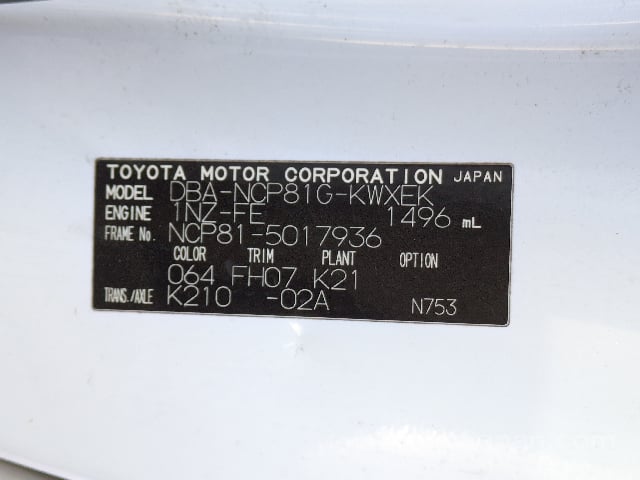 TOYOTA MOTOR CORPORATION JAPAN
MODEL DBA-NCP81G-KWXEK
ENGINE 1NZ-FE 1496 mL
FRAME No. NCP81-5017936
COLOR TRIM PLANT OPTION
064 FH07 K21
TRANS./AXLE K210 -02A
N753